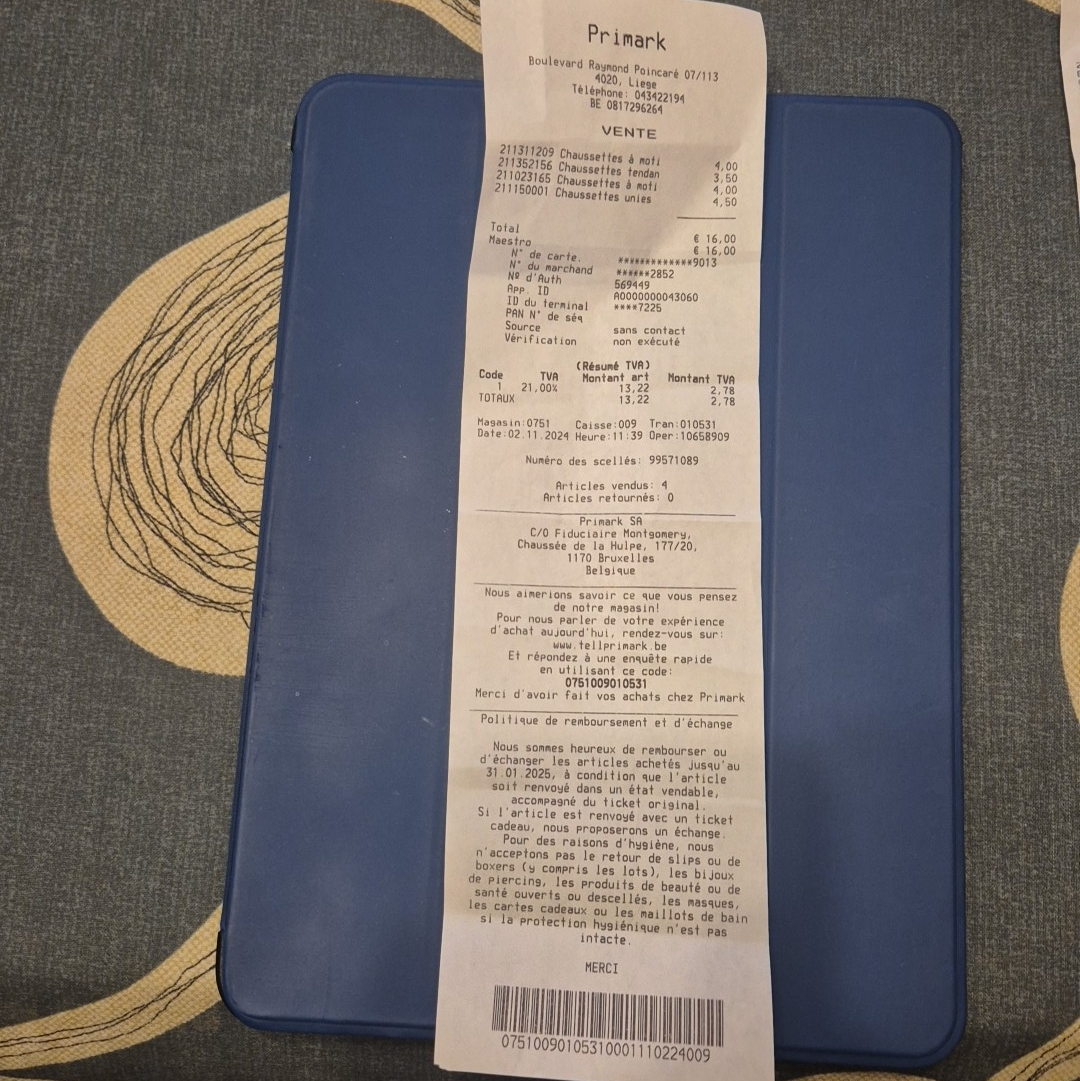 Primark
Boulevard Raymond Poincaré 07/113
4020, Liege
Téléphone: 043422194
BE 0817296264
VENTE
211311209 Chaussettes à moti 4,00
211352156 Chaussettes tendan 3,50
211023165 Chaussettes à moti 4,00
211150001 Chaussettes unies 4,50
Total € 16,00
Maestro € 16,00
N° de carte. *************9013
N° du marchand ******2852
Nº d'Auth 569449
App. ID A0000000043060
ID du terminal ****7225
PAN N° de séq
Source sans contact
Vérification non exécuté
(Résumé TVA)
Code TVA Montant art Montant TVA
1 21,00% 13,22 2,78
TOTAUX 13,22 2,78
Magasin:0751 Caisse:009 Tran:010531
Date:02.11.2024 Heure:11:39 Oper:10658909
Numéro des scellés: 99571089
Articles vendus: 4
Articles retournés: 0
Primark SA
C/O Fiduciaire Montgomery,
Chaussée de la Hulpe, 177/20,
1170 Bruxelles
Belgique
Nous aimerions savoir ce que vous pensez
de notre magasin!
Pour nous parler de votre expérience
d'achat aujourd'hui, rendez-vous sur:
www.tellprimark.be
Et répondez à une enquête rapide
en utilisant ce code:
0751009010531
Merci d'avoir fait vos achats chez Primark
Politique de remboursement et d'échange
Nous sommes heureux de rembourser ou
d'échanger les articles achetés jusqu'au
31.01.2025, à condition que l'article
soit renvoyé dans un état vendable,
accompagné du ticket original.
Si l'article est renvoyé avec un ticket
cadeau, nous proposerons un échange.
Pour des raisons d'hygiène, nous
n'acceptons pas le retour de slips ou de
boxers (y compris les lots), les bijoux
de piercing, les produits de beauté ou de
santé ouverts ou descellés, les masques,
les cartes cadeaux ou les maillots de bain
si la protection hygiénique n'est pas
intacte.
MERCI
07510090105310001110224009